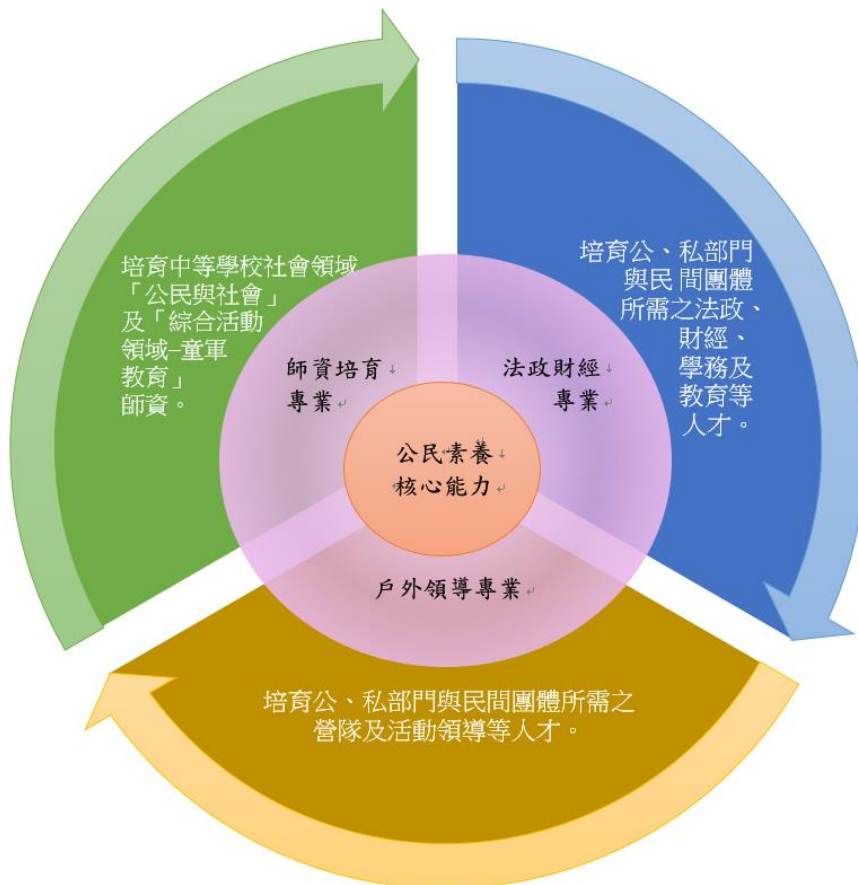 培育中等學校社會領域
「公民與社會」
及「綜合活動
領域–童軍
教育」
師資。
培育公、私部門
與民間團體
所需之法政、
財經、
學務及
教育等
人才。
師資培育↓
專業↵
法政財經↓
專業↵
公民素養↓
核心能力↵
戶外領導專業↵
培育公、私部門與民間團體所需之
營隊及活動領導等人才。